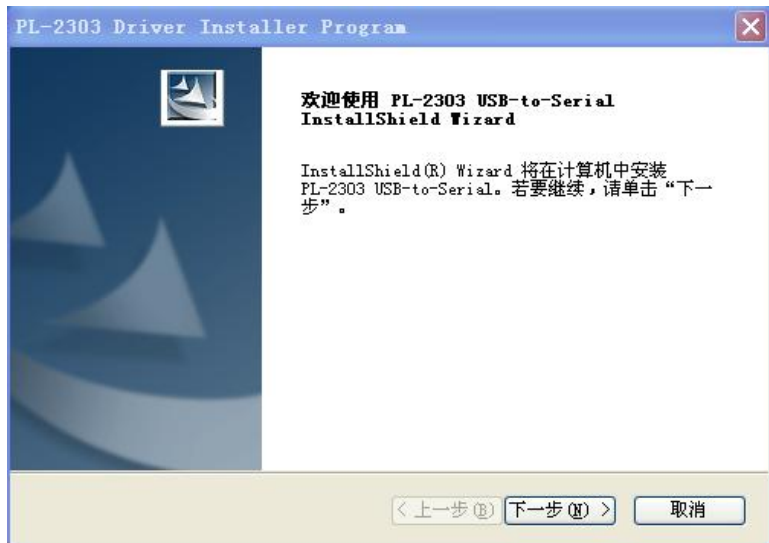 PL-2303 Driver Installer Program
欢迎使用 PL-2303 USB-to-Serial
InstallShield Wizard
InstallShield(R) Wizard 将在计算机中安装
PL-2303 USB-to-Serial。若要继续，请单击“下一
步”。
< 上一步(B) 下一步(N) > 取消